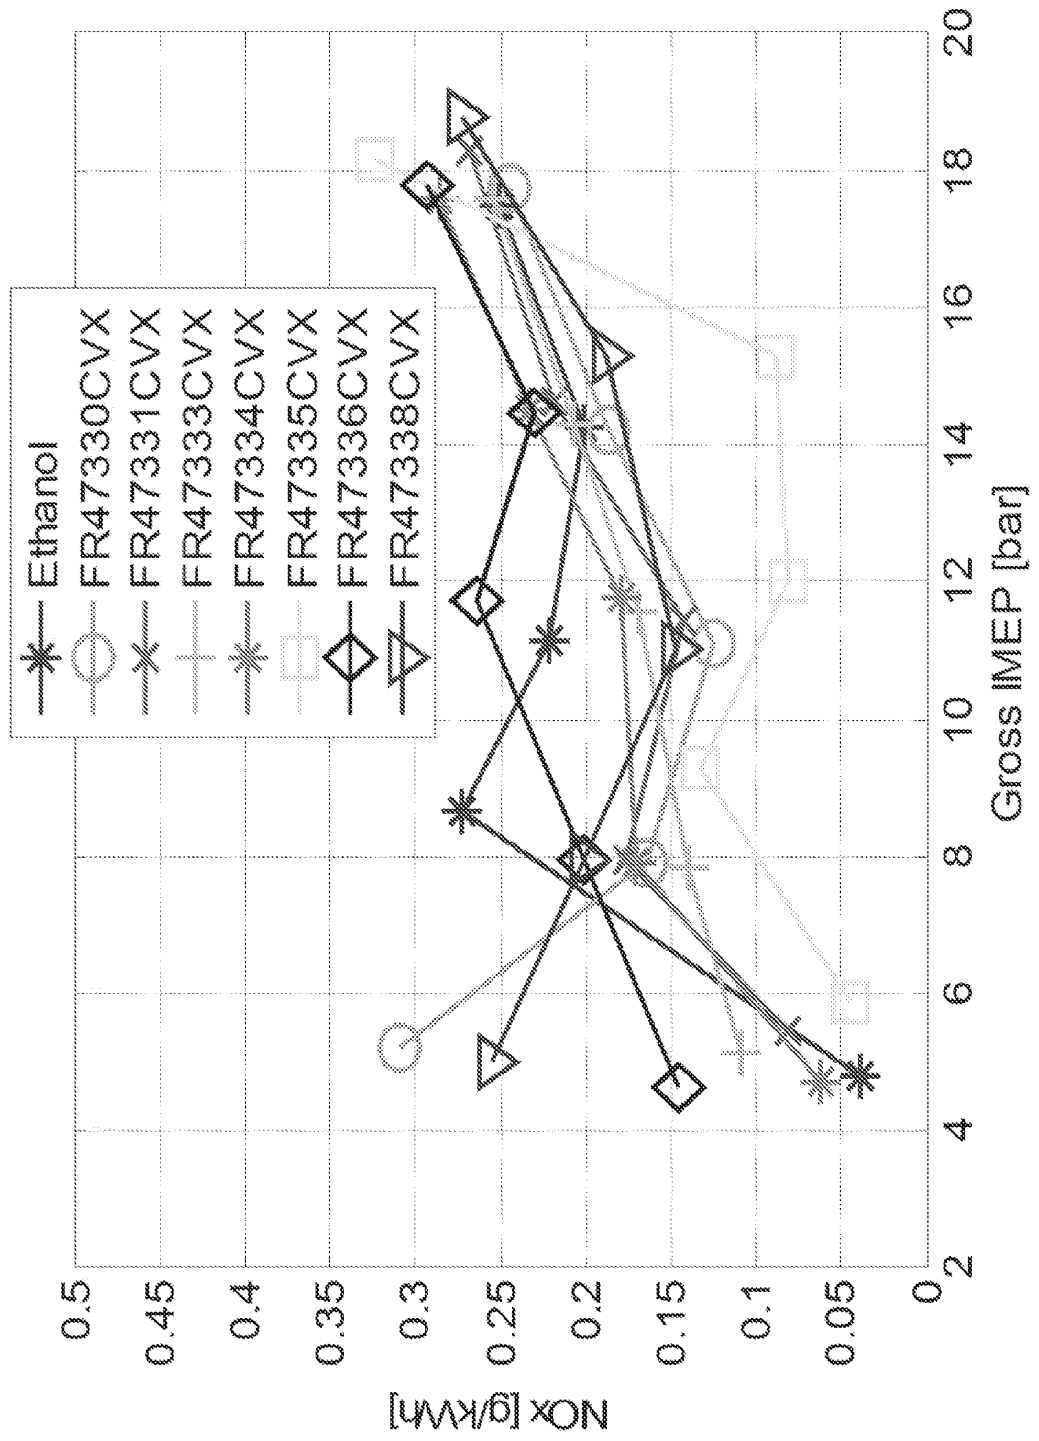 NOx [g/kWh]
0.5
0.45
0.4
0.35
0.3
0.25
0.2
0.15
0.1
0.05
0
2
4
6
8
10
12
14
16
18
20
Gross IMEP [bar]
Ethanol
FR47330CVX
FR47331CVX
FR47333CVX
FR47334CVX
FR47335CVX
FR47336CVX
FR47338CVX